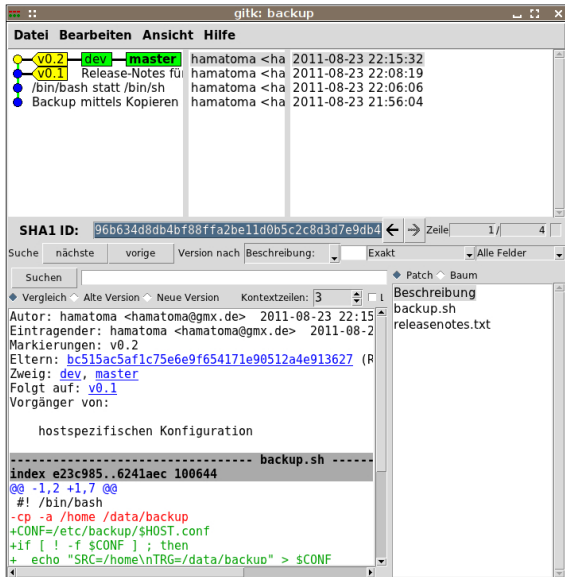 gitk: backup
Datei Bearbeiten Ansicht Hilfe
v0.2 dev master hamatoma <ha 2011-08-23 22:15:32
v0.1 Release-Notes fü hamatoma <ha 2011-08-23 22:08:19
/bin/bash statt /bin/sh hamatoma <ha 2011-08-23 22:06:06
Backup mittels Kopieren hamatoma <ha 2011-08-23 21:56:04
SHA1 ID: 96b634d8db4bf88ffa2be11d0b5c2c8d3d7e9db4 Zeile 1/ 4
Suche nächste vorige Version nach Beschreibung: Exakt Alle Felder
Suchen
Patch Baum
Vergleich Alte Version Neue Version Kontextzeilen: 3 L
Beschreibung
backup.sh
releasenotes.txt
Autor: hamatoma <hamatoma@gmx.de> 2011-08-23 22:15
Eintragender: hamatoma <hamatoma@gmx.de> 2011-08-2
Markierungen: v0.2
Eltern: bc515ac5af1c75e6e9f654171e90512a4e913627 (R
Zweig: dev, master
Folgt auf: v0.1
Vorgänger von:
hostspezifischen Konfiguration
--------------------------------- backup.sh ------
index e23c985..6241aec 100644
@@ -1,2 +1,7 @@
#! /bin/bash
-cp -a /home /data/backup
+CONF=/etc/backup/$HOST.conf
+if [ ! -f $CONF ] ; then
+ echo "SRC=/home\nTRG=/data/backup" > $CONF